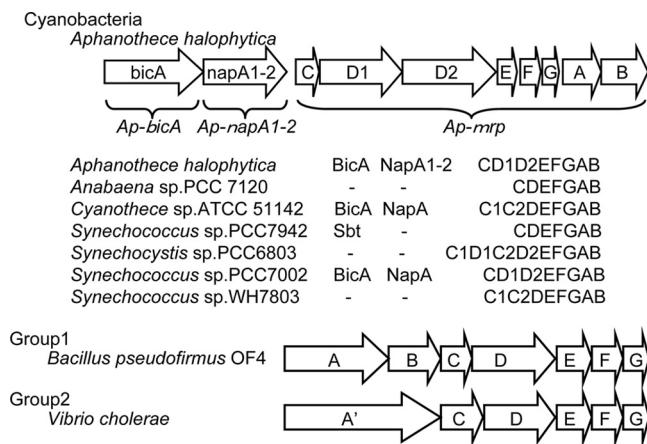 Cyanobacteria
Aphanothece halophytica
bicA napA1-2 C D1 D2 E F G A B
Ap-bicA Ap-napA1-2 Ap-mrp
Aphanothece halophytica BicA NapA1-2 CD1D2EFGAB
Anabaena sp.PCC 7120 - - CDEFGAB
Cyanothece sp.ATCC 51142 BicA NapA C1C2DEFGAB
Synechococcus sp.PCC7942 Sbt - CDEFGAB
Synechocystis sp.PCC6803 - - C1D1C2D2EFGAB
Synechococcus sp.PCC7002 BicA NapA CD1D2EFGAB
Synechococcus sp.WH7803 - - C1C2DEFGAB
Group1
Bacillus pseudofirmus OF4 A B C D E F G
Group2
Vibrio cholerae A' C D E F G